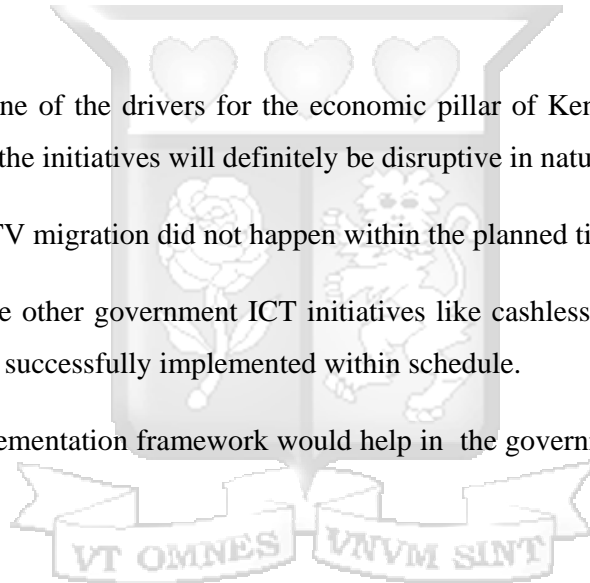 ne of the drivers for the economic pillar of Ken
the initiatives will definitely be disruptive in natu
TV migration did not happen within the planned ti
e other government ICT initiatives like cashless
successfully implemented within schedule.
ementation framework would help in the governi
VT OMNES VNVM SINT